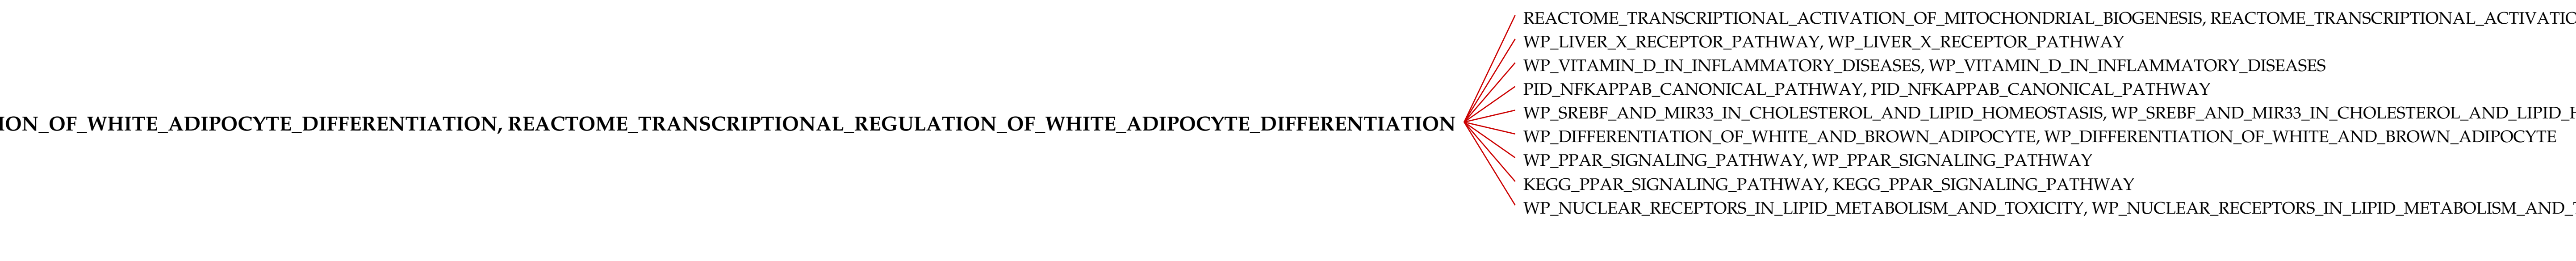 REACTOME_TRANSCRIPTIONAL_ACTIVATION_OF_MITOCHONDRIAL_BIOGENESIS, REACTOME_TRANSCRIPTIONAL_ACTIVATIO
WP_LIVER_X_RECEPTOR_PATHWAY, WP_LIVER_X_RECEPTOR_PATHWAY
WP_VITAMIN_D_IN_INFLAMMATORY_DISEASES, WP_VITAMIN_D_IN_INFLAMMATORY_DISEASES
PID_NFKAPPAB_CANONICAL_PATHWAY, PID_NFKAPPAB_CANONICAL_PATHWAY
WP_SREBF_AND_MIR33_IN_CHOLESTEROL_AND_LIPID_HOMEOSTASIS, WP_SREBF_AND_MIR33_IN_CHOLESTEROL_AND_LIPID_H
ION_OF_WHITE_ADIPOCYTE_DIFFERENTIATION, REACTOME_TRANSCRIPTIONAL_REGULATION_OF_WHITE_ADIPOCYTE_DIFFERENTIATION
WP_DIFFERENTIATION_OF_WHITE_AND_BROWN_ADIPOCYTE, WP_DIFFERENTIATION_OF_WHITE_AND_BROWN_ADIPOCYTE
WP_PPAR_SIGNALING_PATHWAY, WP_PPAR_SIGNALING_PATHWAY
KEGG_PPAR_SIGNALING_PATHWAY, KEGG_PPAR_SIGNALING_PATHWAY
WP_NUCLEAR_RECEPTORS_IN_LIPID_METABOLISM_AND_TOXICITY, WP_NUCLEAR_RECEPTORS_IN_LIPID_METABOLISM_AND_